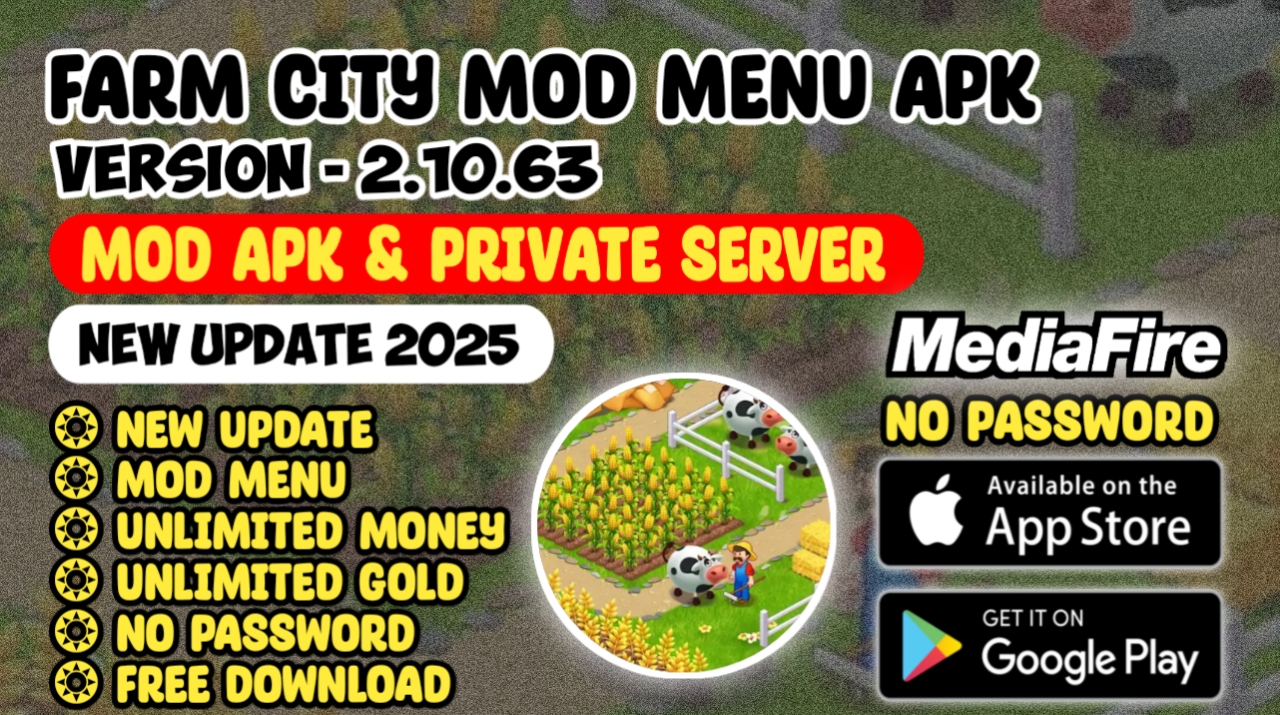 FARM CITY MOD MENU APK
VERSION - 2.10.63
MOD APK & PRIVATE SERVER
NEW UPDATE 2025
NEW UPDATE
MOD MENU
UNLIMITED MONEY
UNLIMITED GOLD
NO PASSWORD
FREE DOWNLOAD
MediaFire
NO PASSWORD
Available on the
App Store
GET IT ON
Google Play